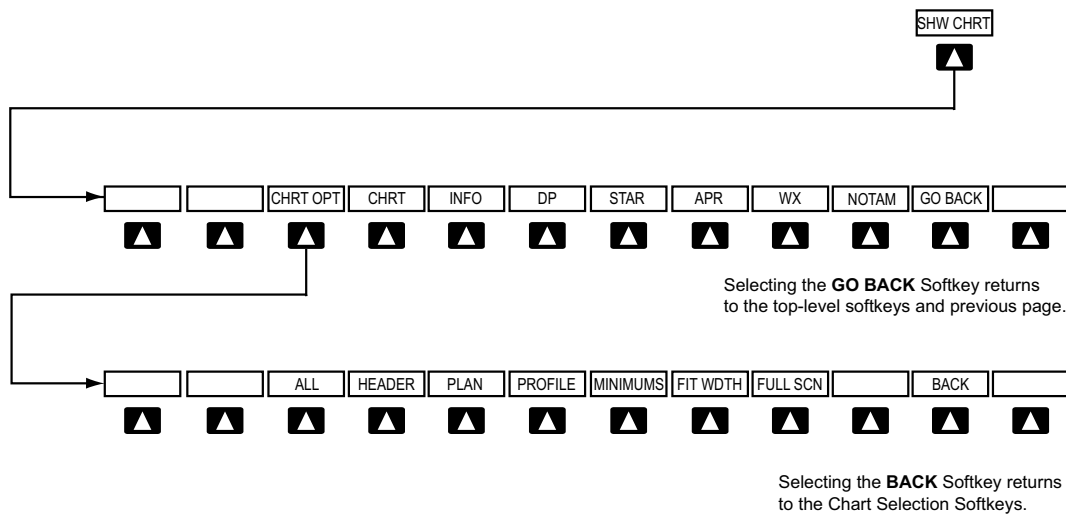 SHW CHRT
CHRT OPT CHRT INFO DP STAR APR WX NOTAM GO BACK
Selecting the GO BACK Softkey returns
to the top-level softkeys and previous page.
ALL HEADER PLAN PROFILE MINIMUMS FIT WDTH FULL SCN BACK
Selecting the BACK Softkey returns
to the Chart Selection Softkeys.